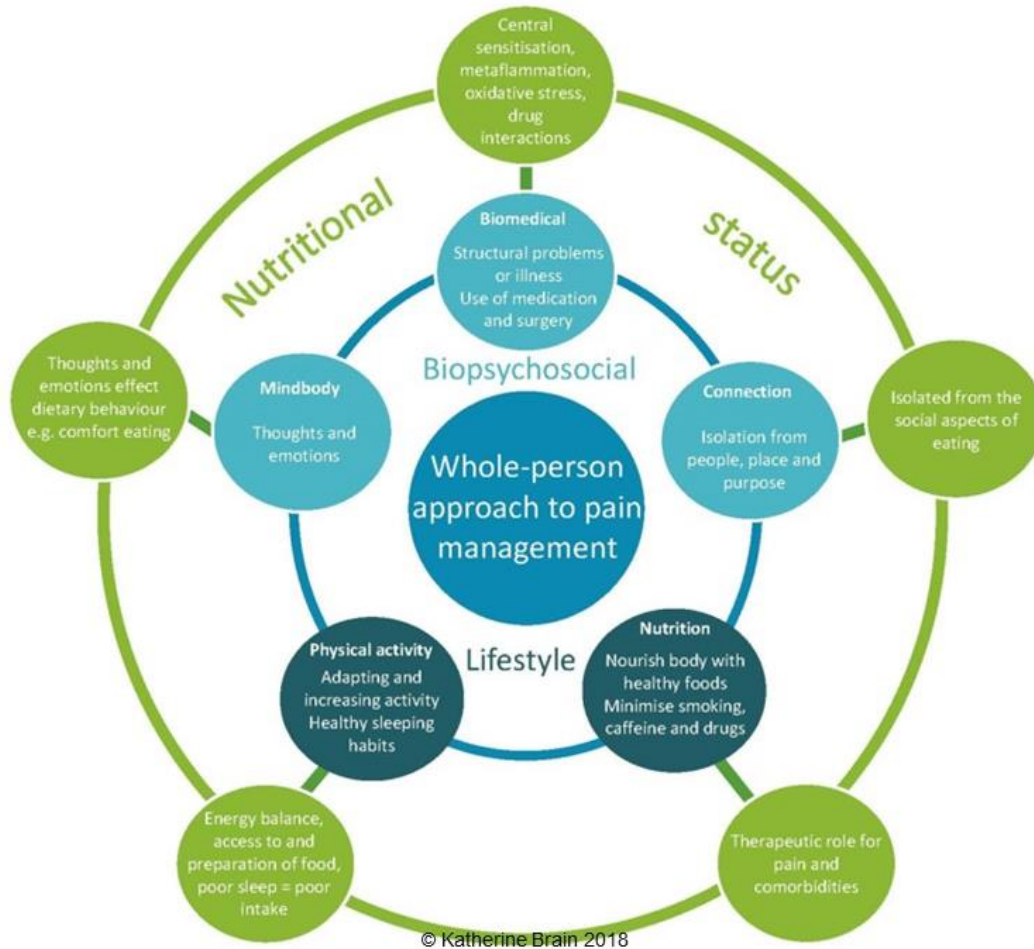 Central
sensitisation,
metaflammation,
oxidative stress,
drug
interactions
Nutritional
status
Biomedical
Structural problems
or illness
Use of medication
and surgery
Thoughts and
emotions effect
dietary behaviour
e.g. comfort eating
Mindbody
Thoughts and
emotions
Biopsychosocial
Connection
Isolation from
people, place and
purpose
Isolated from the
social aspects of
eating
Whole-person
approach to pain
management
Physical activity
Adapting and
increasing activity
Healthy sleeping
habits
Lifestyle
Nutrition
Nourish body with
healthy foods
Minimise smoking,
caffeine and drugs
Energy balance,
access to and
preparation of food,
poor sleep = poor
intake
Therapeutic role for
pain and
comorbidities
© Katherine Brain 2018